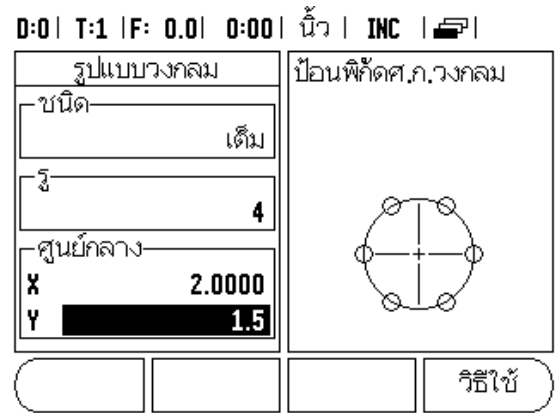 D:0 | T:1 | F: 0.0 | 0:00 | นิ้ว | INC |
รูปแบบวงกลม
ชนิด
เต็ม
รู
4
ศูนย์กลาง
X 2.0000
Y 1.5
ป้อนพิกัดศ.ก.วงกลม
วิธีใช้